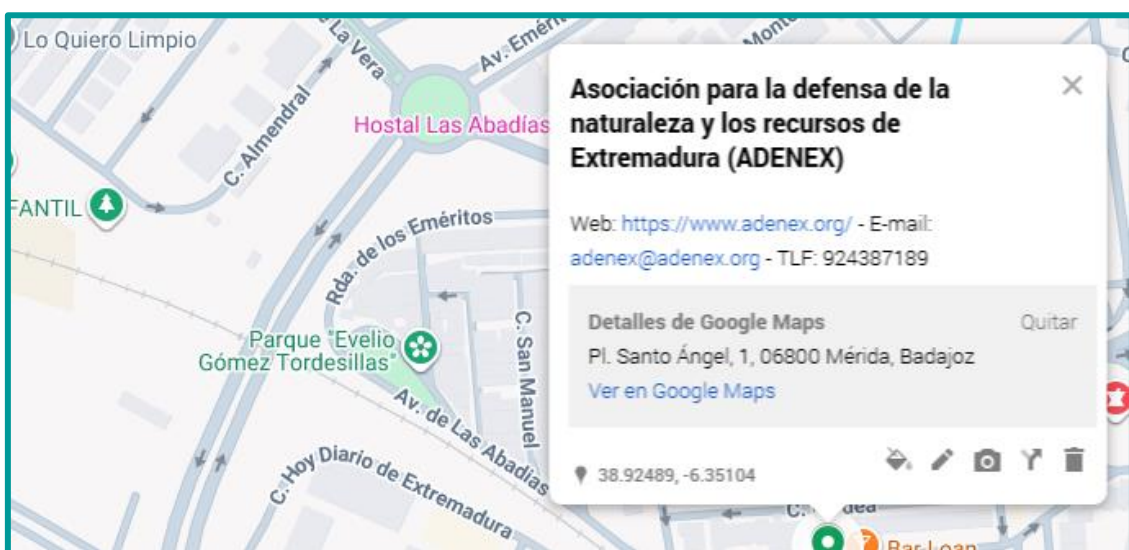 Lo Quiero Limpio
La Vera
Av. Eméri
Mont
Hostal Las Abadías
C. Almendral
FANTIL
Rda. de los Eméritos
Parque "Evelio
Gómez Tordesillas"
C. San Manuel
Av. de Las Abadías
C. Hoy Diario de Extremadura
Asociación para la defensa de la
naturaleza y los recursos de
Extremadura (ADENEX)
Web: https://www.adenex.org/ - E-mail:
adenex@adenex.org - TLF: 924387189
Detalles de Google Maps
Quitar
Pl. Santo Ángel, 1, 06800 Mérida, Badajoz
Ver en Google Maps
38.92489, -6.35104
Bar-Loan